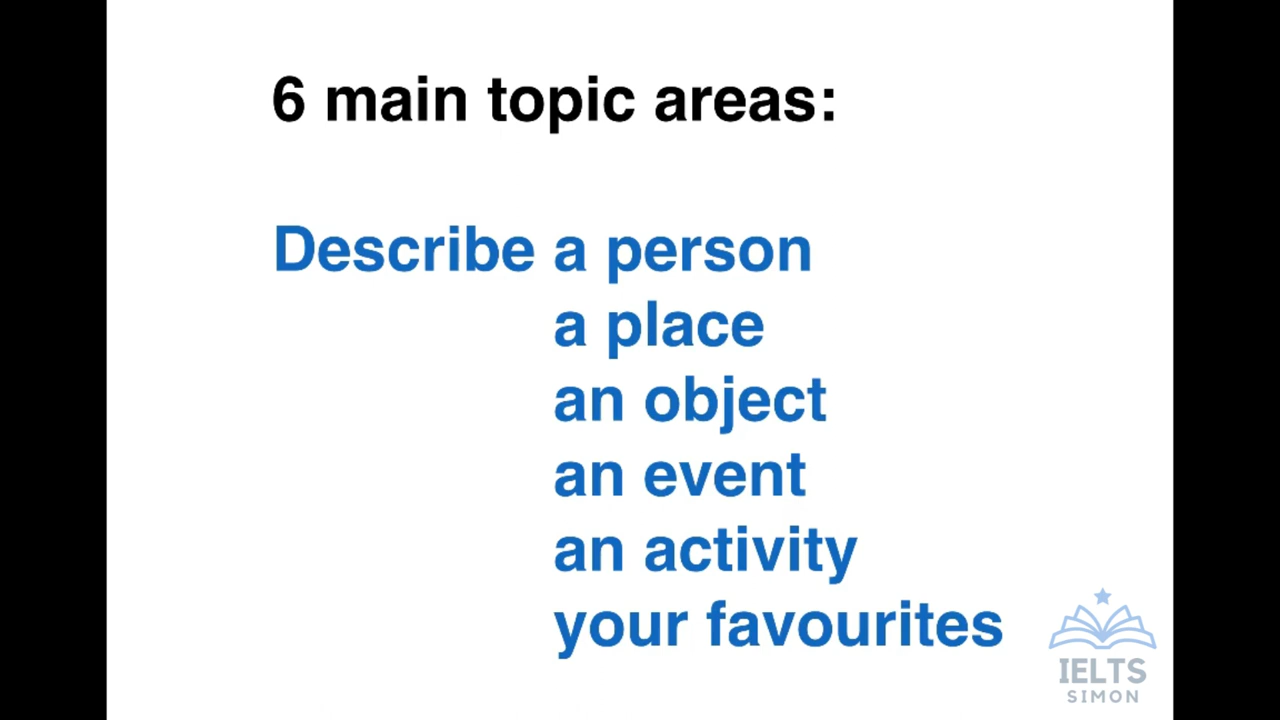 6 main topic areas:
Describe a person
a place
an object
an event
an activity
your favourites
IELTS
SIMON